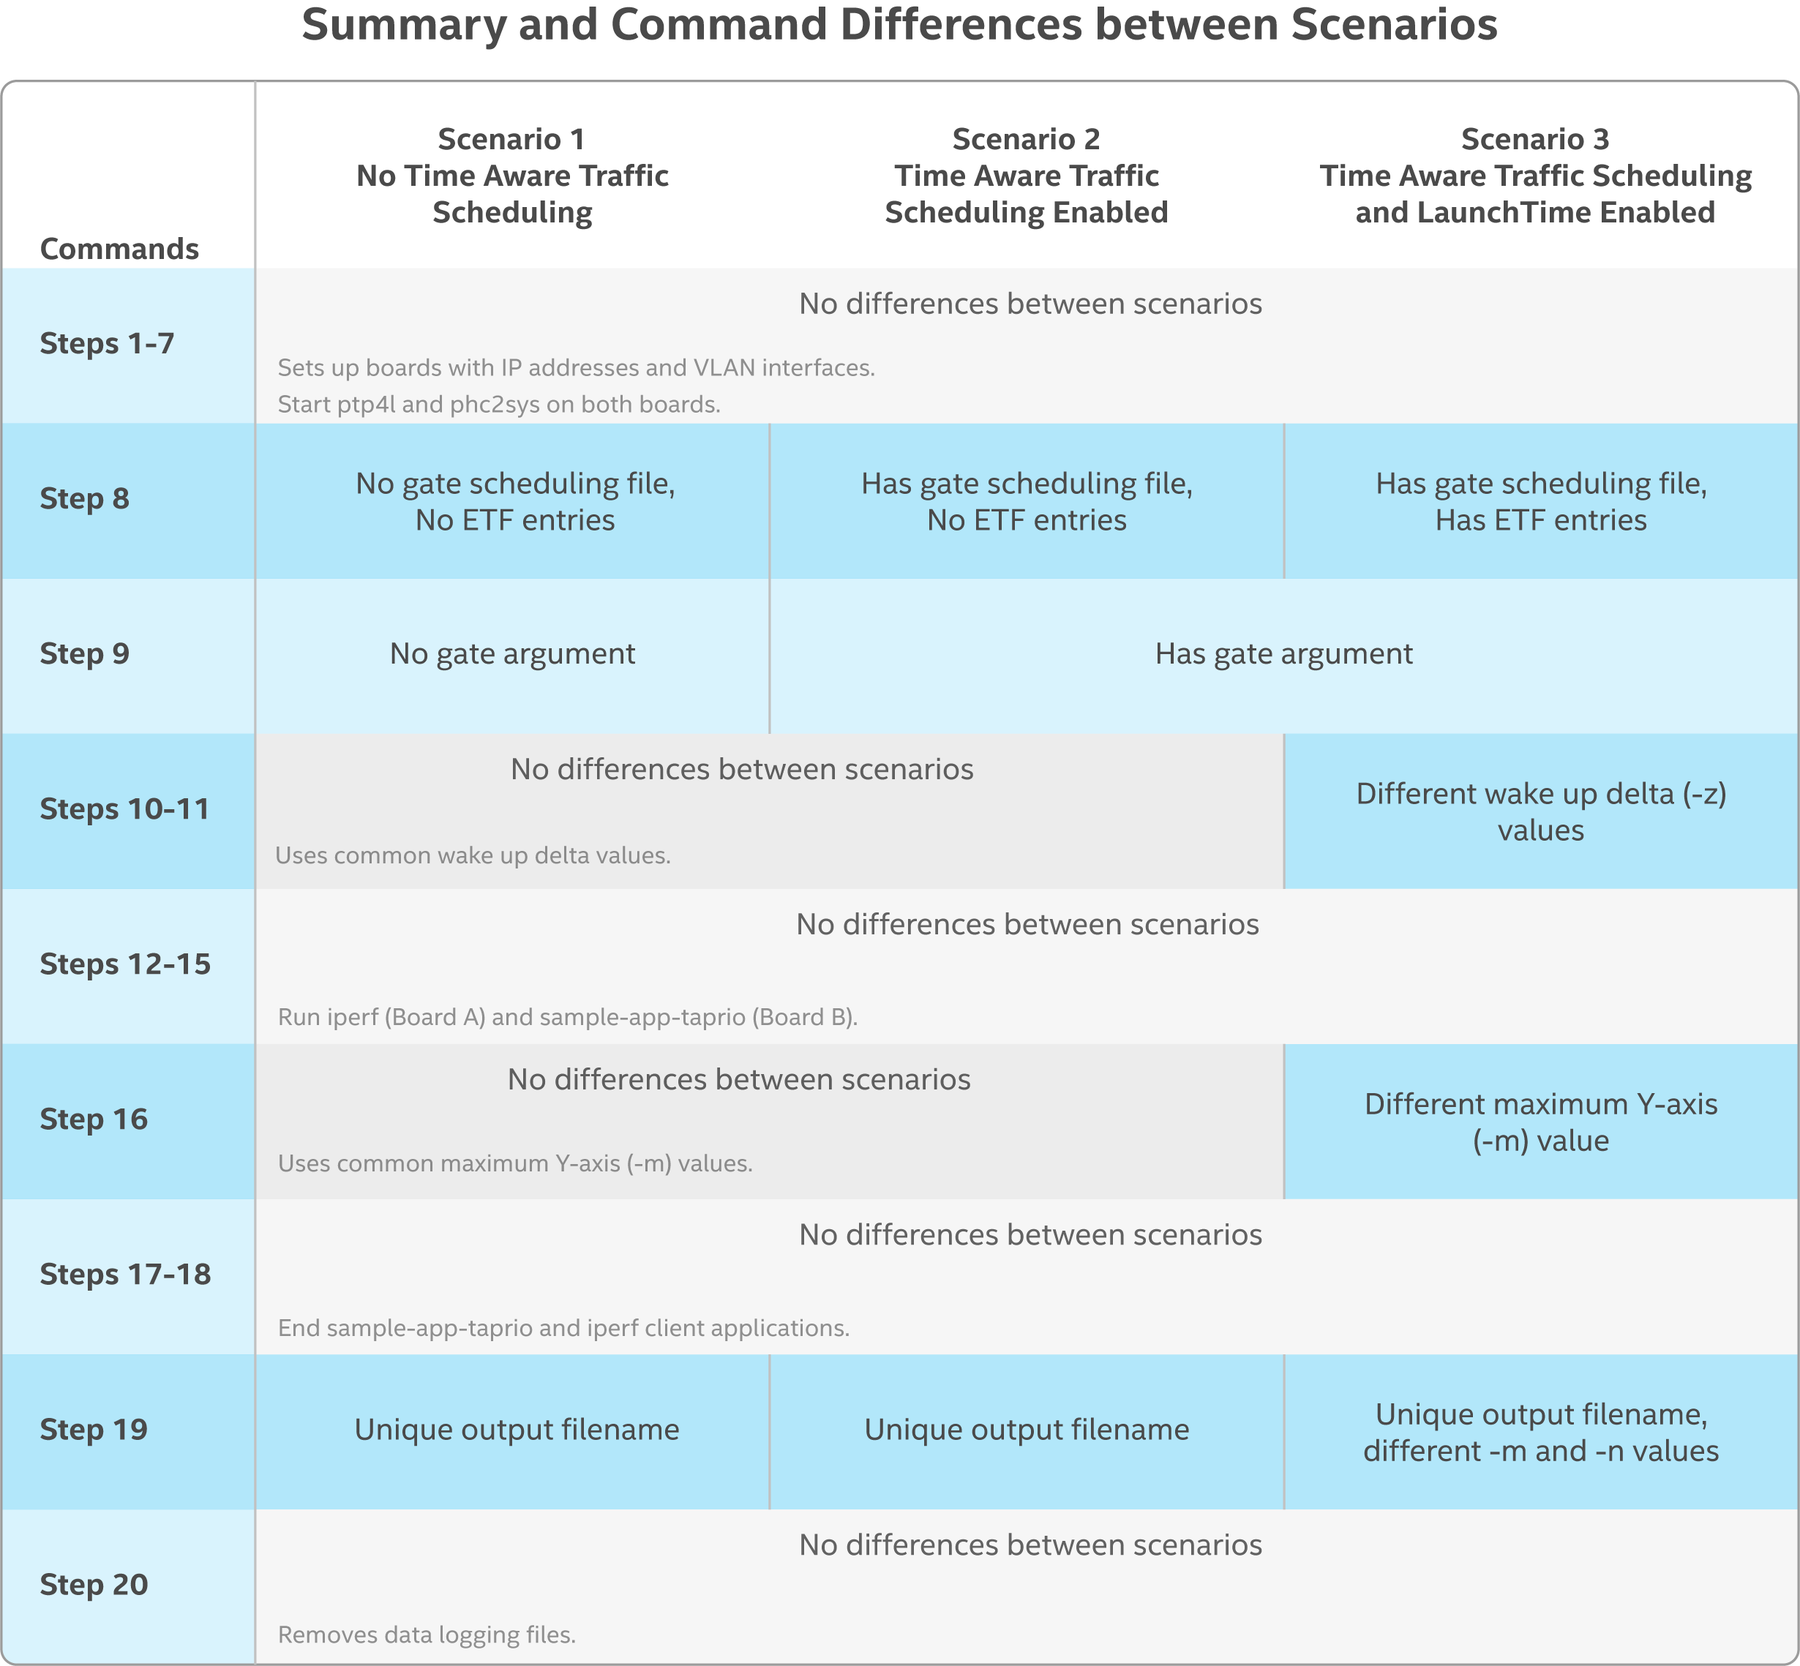 Summary and Command Differences between Scenarios
Commands
Scenario 1
No Time Aware Traffic
Scheduling
Scenario 2
Time Aware Traffic
Scheduling Enabled
Scenario 3
Time Aware Traffic Scheduling
and LaunchTime Enabled
Steps 1-7
No differences between scenarios
Sets up boards with IP addresses and VLAN interfaces.
Start ptp4l and phc2sys on both boards.
Step 8
No gate scheduling file,
No ETF entries
Has gate scheduling file,
No ETF entries
Has gate scheduling file,
Has ETF entries
Step 9
No gate argument
Has gate argument
Steps 10-11
No differences between scenarios
Uses common wake up delta values.
Different wake up delta (-z)
values
Steps 12-15
No differences between scenarios
Run iperf (Board A) and sample-app-taprio (Board B).
Step 16
No differences between scenarios
Uses common maximum Y-axis (-m) values.
Different maximum Y-axis
(-m) value
Steps 17-18
No differences between scenarios
End sample-app-taprio and iperf client applications.
Step 19
Unique output filename
Unique output filename
Unique output filename,
different -m and -n values
Step 20
No differences between scenarios
Removes data logging files.